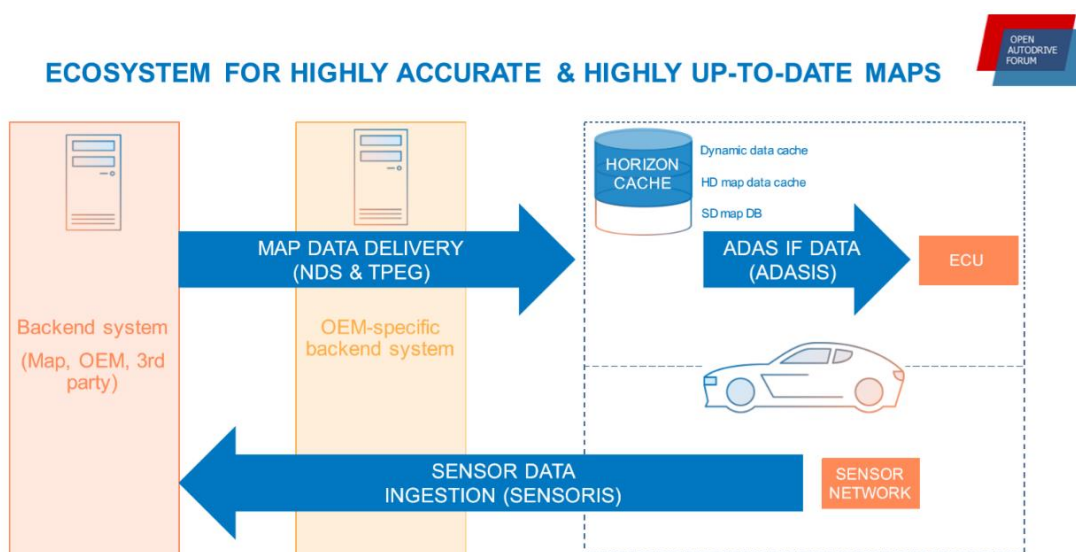 OPEN
AUTODRIVE
FORUM
ECOSYSTEM FOR HIGHLY ACCURATE & HIGHLY UP-TO-DATE MAPS
HORIZON
CACHE
Dynamic data cache
HD map data cache
SD map DB
MAP DATA DELIVERY
(NDS & TPEG)
ADAS IF DATA
(ADASIS)
ECU
Backend system
(Map, OEM, 3rd
party)
OEM-specific
backend system
SENSOR DATA
INGESTION (SENSORIS)
SENSOR
NETWORK